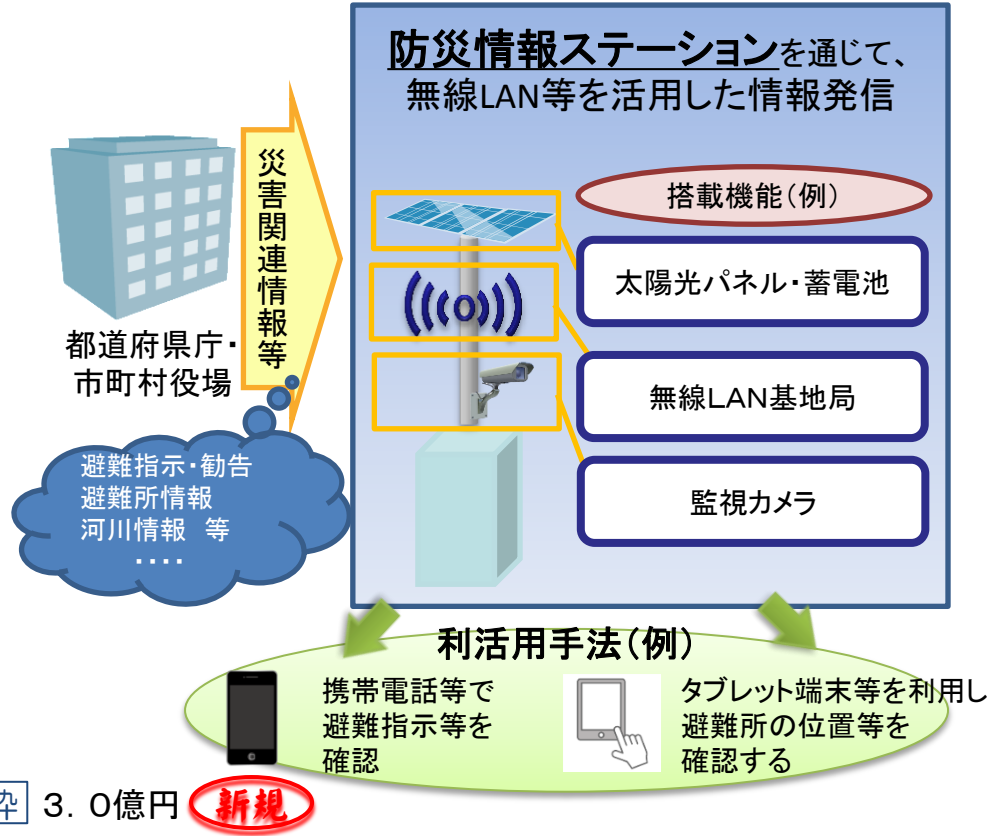 防災情報ステーションを通じて、
無線LAN等を活用した情報発信
災害関連情報等
都道府県庁・
市町村役場
避難指示・勧告
避難所情報
河川情報 等
・・・・
搭載機能(例)
太陽光パネル・蓄電池
無線LAN基地局
監視カメラ
利活用手法(例)
携帯電話等で
避難指示等を
確認
タブレット端末等を利用し
避難所の位置等を
確認する
3.0億円 新規